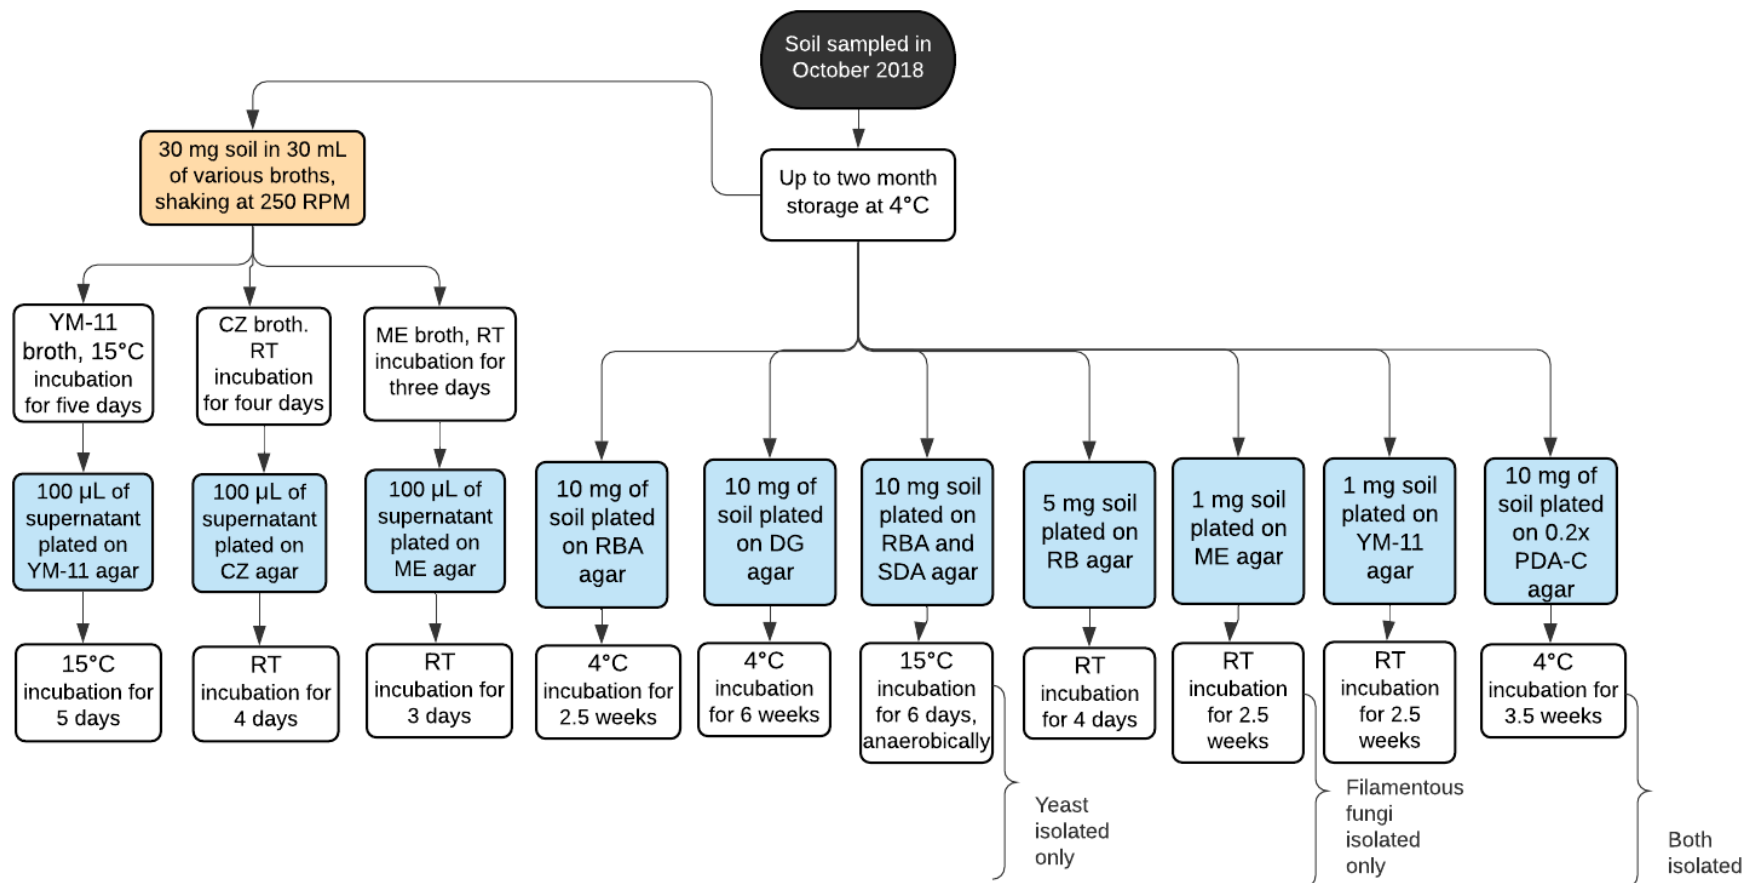 Soil sampled in
October 2018
30 mg soil in 30 mL
of various broths,
shaking at 250 RPM
Up to two month
storage at 4°C
YM-11
broth, 15°C
incubation
for five days
CZ broth.
RT
incubation
for four days
ME broth, RT
incubation for
three days
100 µL of
supernatant
plated on
YM-11 agar
100 µL of
supernatant
plated on
CZ agar
100 µL of
supernatant
plated on
ME agar
10 mg of
soil plated
on RBA
agar
10 mg of
soil plated
on DG
agar
10 mg soil
plated on
RBA and
SDA agar
5 mg soil
plated on
RB agar
1 mg soil
plated on
ME agar
1 mg soil
plated on
YM-11
agar
10 mg of
soil plated
on 0.2x
PDA-C
agar
15°C
incubation for
5 days
RT
incubation for
4 days
RT
incubation for
3 days
4°C
incubation for
2.5 weeks
4°C
incubation
for 6 weeks
15°C
incubation
for 6 days,
anaerobically
RT
incubation
for 4 days
RT
incubation
for 2.5
weeks
RT
incubation
for 2.5
weeks
4°C
incubation for
3.5 weeks
Yeast
isolated
only
Filamentous
fungi
isolated
only
Both
isolated